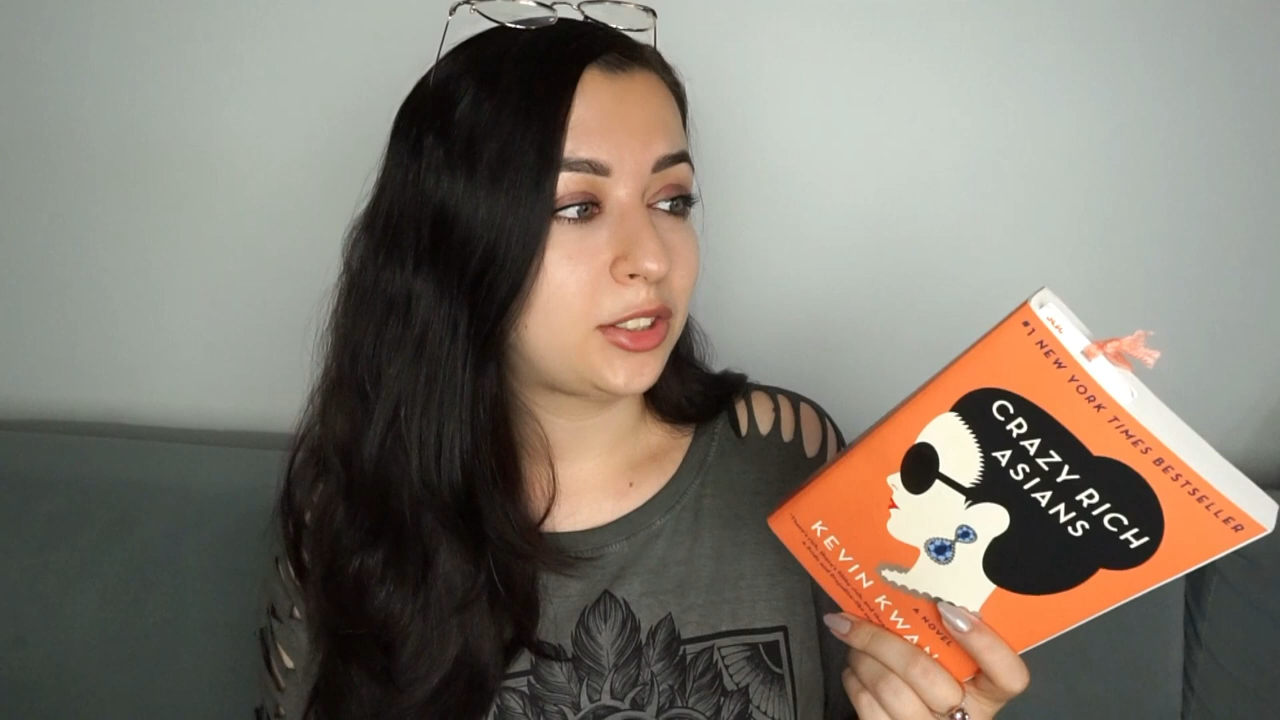 #1 NEW YORK TIMES BESTSELLER
CRAZY RICH
ASIANS
A NOVEL
KEVIN KWAN